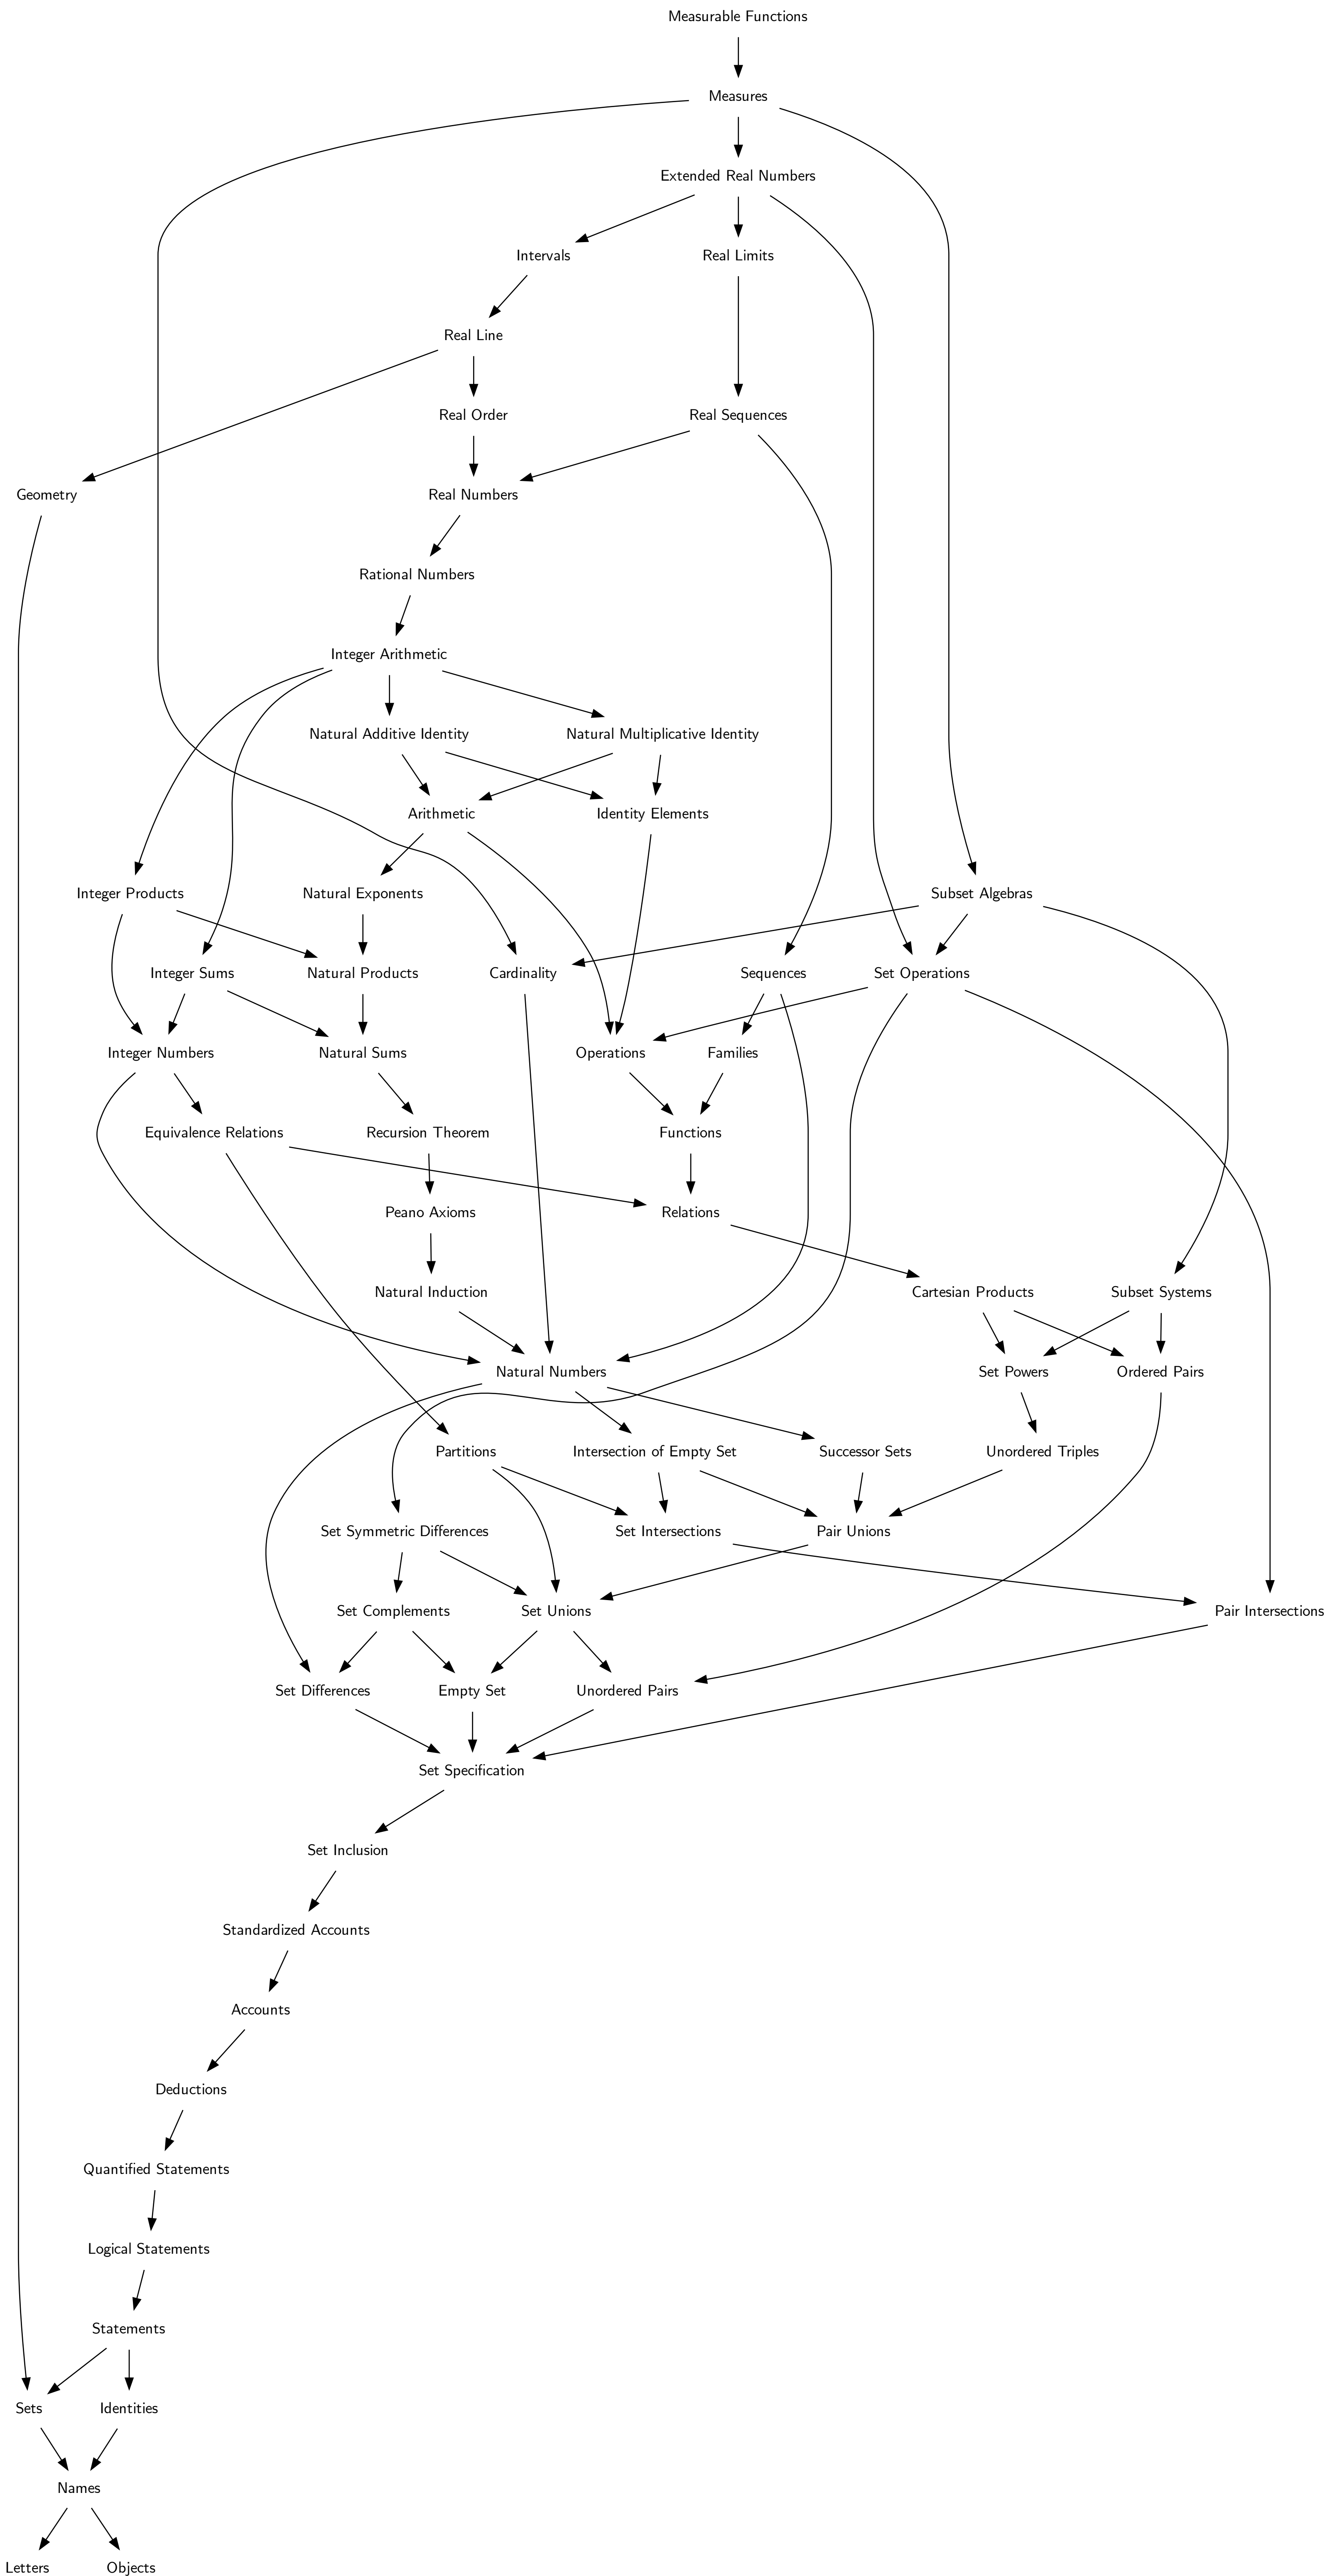 Measurable Functions
Measures
Extended Real Numbers
Intervals
Real Limits
Real Line
Real Order
Real Sequences
Geometry
Real Numbers
Rational Numbers
Integer Arithmetic
Natural Additive Identity
Natural Multiplicative Identity
Arithmetic
Identity Elements
Integer Products
Natural Exponents
Subset Algebras
Integer Sums
Natural Products
Cardinality
Sequences
Set Operations
Integer Numbers
Natural Sums
Operations
Families
Equivalence Relations
Recursion Theorem
Functions
Peano Axioms
Relations
Natural Induction
Cartesian Products
Subset Systems
Natural Numbers
Set Powers
Ordered Pairs
Partitions
Intersection of Empty Set
Successor Sets
Unordered Triples
Set Symmetric Differences
Set Intersections
Pair Unions
Set Complements
Set Unions
Pair Intersections
Set Differences
Empty Set
Unordered Pairs
Set Specification
Set Inclusion
Standardized Accounts
Accounts
Deductions
Quantified Statements
Logical Statements
Statements
Sets
Identities
Names
Letters
Objects